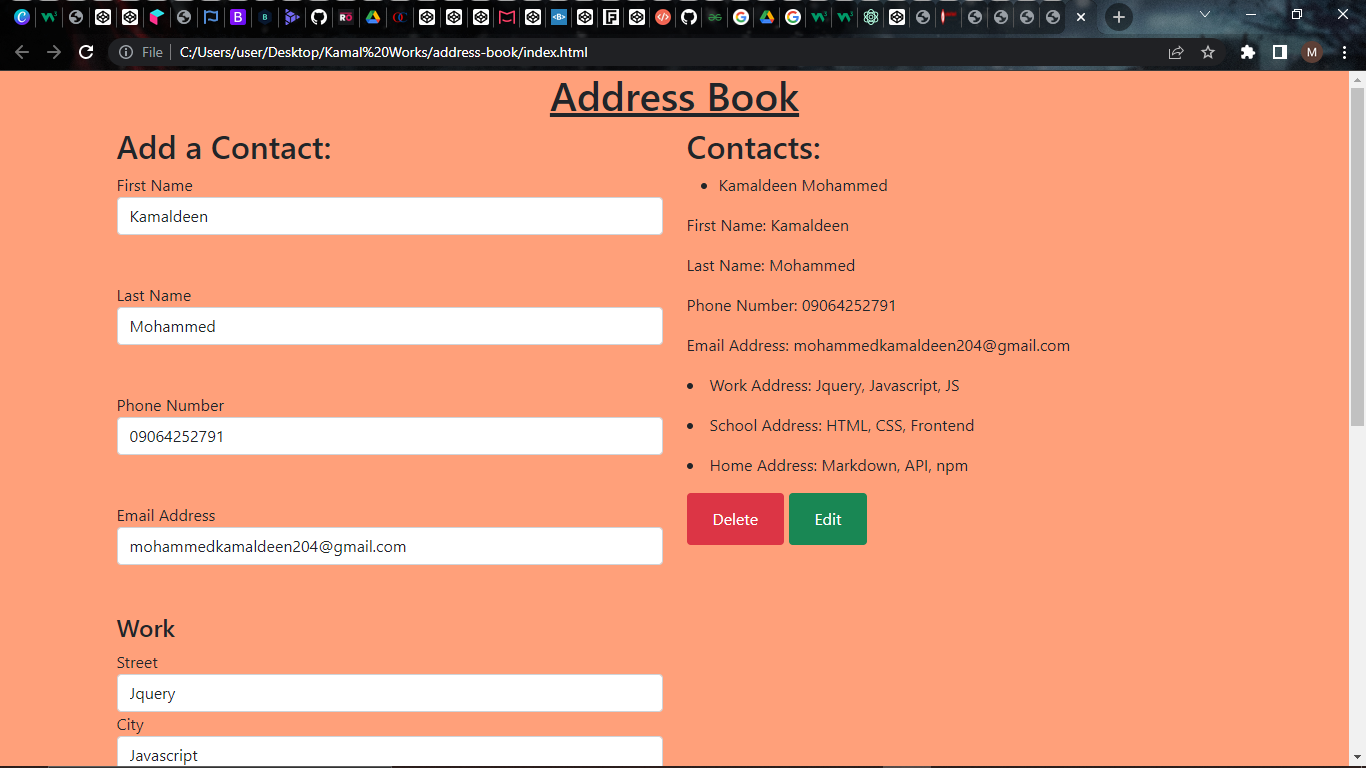 File C:/Users/user/Desktop/Kamal%20Works/address-book/index.html
M
Address Book
Add a Contact:
First Name
Kamaldeen
Last Name
Mohammed
Phone Number
09064252791
Email Address
mohammedkamaldeen204@gmail.com
Work
Street
Jquery
City
Javascript
Contacts:
Kamaldeen Mohammed
First Name: Kamaldeen
Last Name: Mohammed
Phone Number: 09064252791
Email Address: mohammedkamaldeen204@gmail.com
Work Address: Jquery, Javascript, JS
School Address: HTML, CSS, Frontend
Home Address: Markdown, API, npm
Delete
Edit